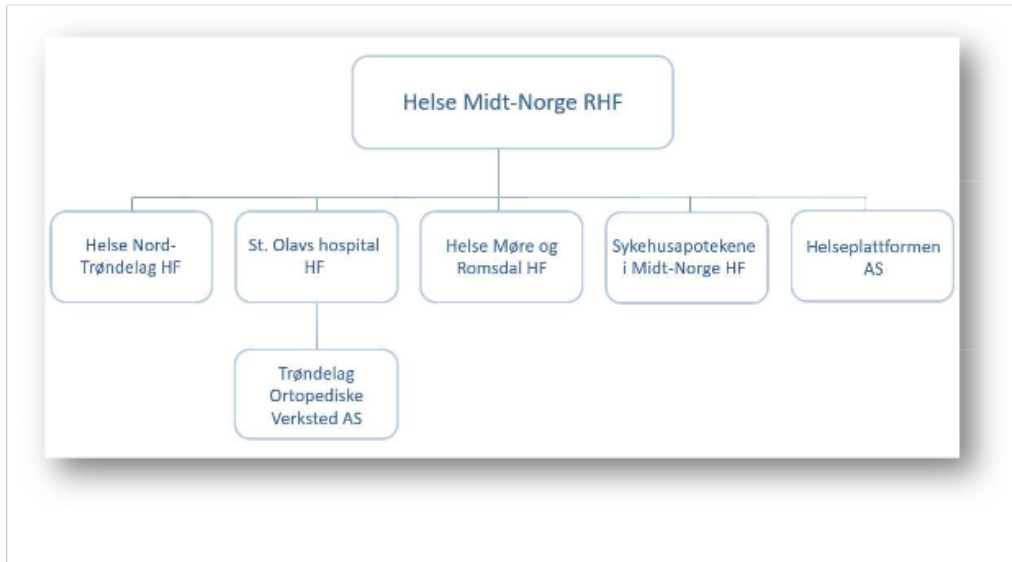 Helse Midt-Norge RHF
Helse Nord-
Trøndelag HF
St. Olavs hospital
HF
Helse Møre og
Romsdal HF
Sykehusapotekene
i Midt-Norge HF
Helseplattformen
AS
Trøndelag
Ortopediske
Verksted AS